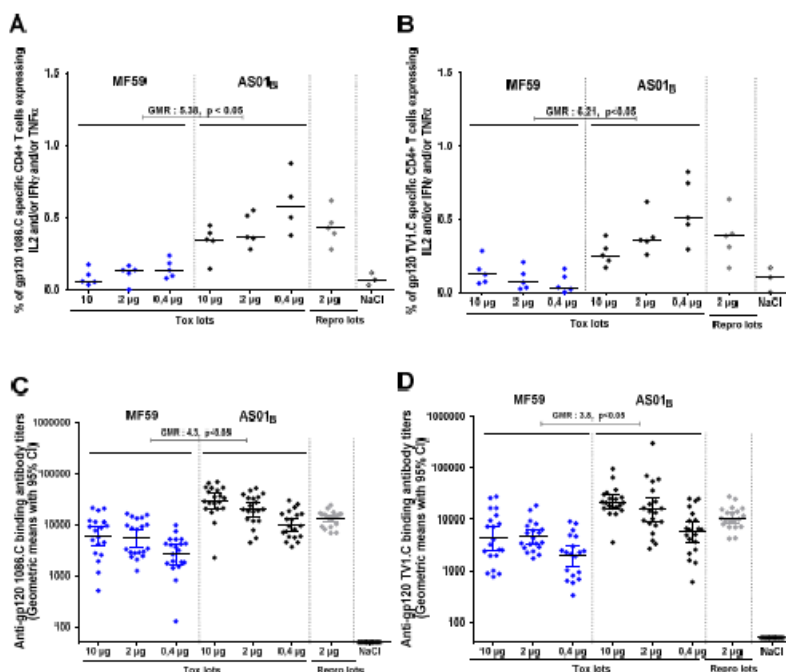 A
% of gp120 1086.C specific CD4+ T cells expressing
IL2 and/or IFNγ and/or TNFα
MF59
AS01B
GMR : 5.38, p < 0.05
1.5
1.0
0.5
0.0
10
2 µg
0,4 µg
10 µg
2 µg
0,4 µg
2 µg
NaCl
Tox lots
Repro lots
B
% of gp120 TV1.C specific CD4+ T cells expressing
IL2 and/or IFNγ and/or TNFα
MF59
AS01B
GMR : 6.21, p<0.05
1.5
1.0
0.5
0.0
10 µg
2 µg
0,4 µg
10 µg
2 µg
0,4 µg
2 µg
NaCl
Tox lots
Repro lots
C
Anti-gp120 1086.C binding antibody titers
(Geometric means with 95% CI)
MF59
AS01B
GMR : 4.3, p<0.05
1000000
100000
10000
1000
100
10 µg
2 µg
0,4 µg
10 µg
2 µg
0,4 µg
2 µg
NaCl
Tox lots
Repro lots
D
Anti-gp120 TV1.C binding antibody titers
(Geometric means with 95% CI)
MF59
AS01B
GMR : 3.8, p<0.05
1000000
100000
10000
1000
100
10 µg
2 µg
0,4 µg
10 µg
2 µg
0,4 µg
2 µg
NaCl
Tox lots
Repro lots